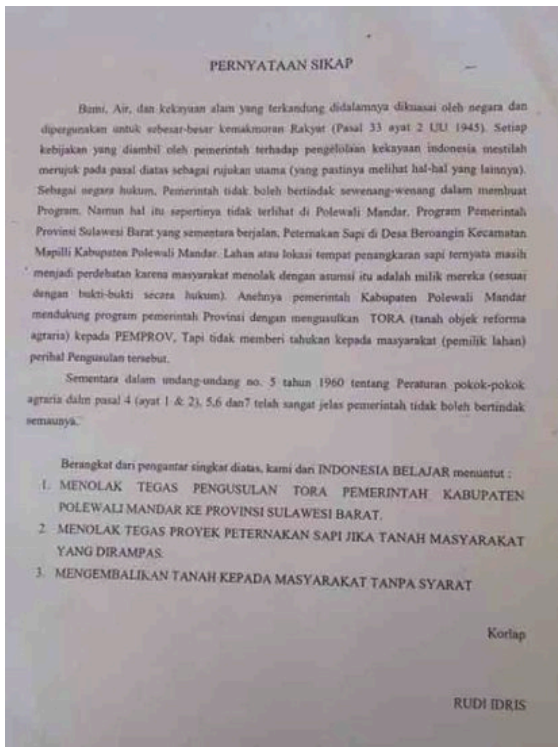 PERNYATAAN SIKAP
Bumi, Air, dan kekayaan alam yang terkandung didalamnya dikuasai oleh negara dan
dipergunakan untuk sebesar-besar kemakmuran Rakyat (Pasal 33 ayat 2 UU 1945). Setiap
kebijakan yang diambil oleh pemerintah terhadap pengelolaan kekayaan indonesia mestilah
merujuk pada pasal diatas sebagai rujukan utama (yang pastinya melihat hal-hal yang lainnya).
Sebagai negara hukum, Pemerintah tidak boleh bertindak sewenang-wenang dalam membuat
Program. Namun hal itu sepertinya tidak terlihat di Polewali Mandar, Program Pemerintah
Provinsi Sulawesi Barat yang sementara berjalan, Peternakan Sapi di Desa Beroangin Kecamatan
Mapilli Kabupaten Polewali Mandar. Lahan atau lokasi tempat penangkaran sapi ternyata masih
menjadi perdebatan karena masyarakat menolak dengan asumsi itu adalah milik mereka (sesuai
dengan bukti-bukti secara hukum). Anehnya pemerintah Kabupaten Polewali Mandar
mendukung program pemerintah Provinsi dengan mengusulkan TORA (tanah objek reforma
agraria) kepada PEMPROV, Tapi tidak memberi tahukan kepada masyarakat (pemilik lahan)
perihal Pengusulan tersebut.
Sementara dalam undang-undang no. 5 tahun 1960 tentang Peraturan pokok-pokok
agraria dalm pasal 4 (ayat 1 & 2), 5,6 dan7 telah sangat jelas pemerintah tidak boleh bertindak
semaunya.
Berangkat dari pengantar singkat diatas, kami dari INDONESIA BELAJAR menuntut :
1. MENOLAK TEGAS PENGUSULAN TORA PEMERINTAH KABUPATEN
POLEWALI MANDAR KE PROVINSI SULAWESI BARAT.
2. MENOLAK TEGAS PROYEK PETERNAKAN SAPI JIKA TANAH MASYARAKAT
YANG DIRAMPAS.
3. MENGEMBALIKAN TANAH KEPADA MASYARAKAT TANPA SYARAT
Korlap
RUDI IDRIS